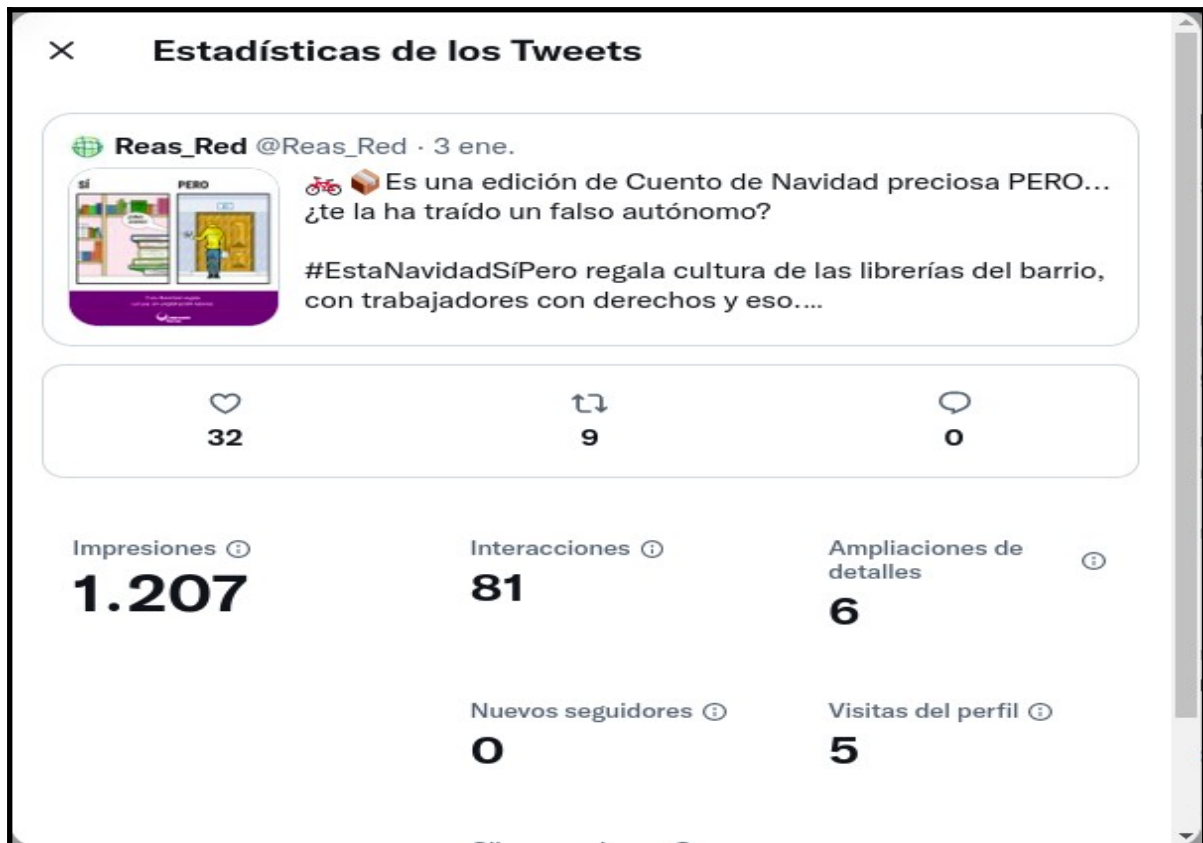 Estadísticas de los Tweets
Reas_Red @Reas_Red · 3 ene.
SÍ PERO
🚲 📦 Es una edición de Cuento de Navidad preciosa PERO...
¿te la ha traído un falso autónomo?
#EstaNavidadSíPero regala cultura de las librerías del barrio,
con trabajadores con derechos y eso....
32 9 0
Impresiones
1.207
Interacciones
81
Ampliaciones de
detalles
6
Nuevos seguidores
0
Visitas del perfil
5